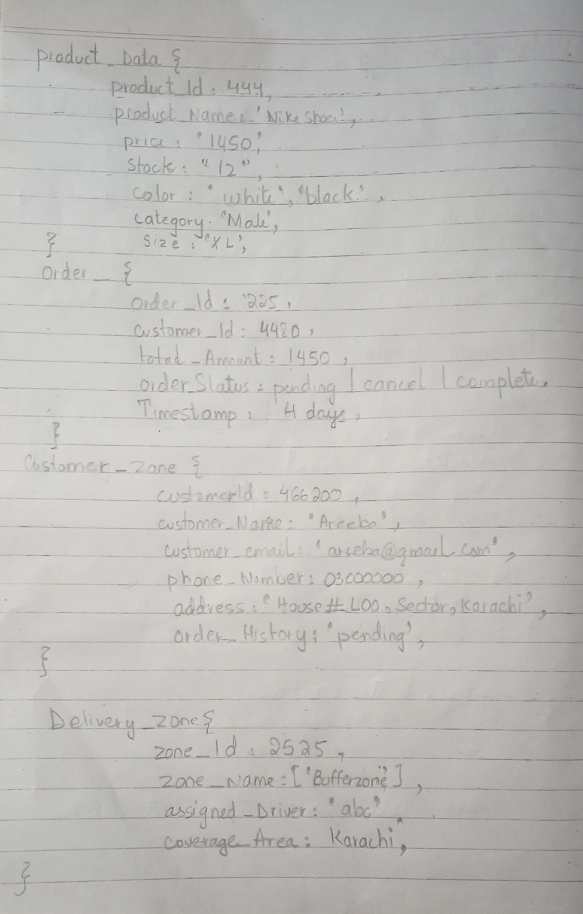 product_Data {
product_Id : 444,
product_Name : 'Nike Shoes',
price : '1450',
Stock : "12",
Color : "white", "black",
Category : 'Male',
Size : 'XL',
}
Order_ {
order_Id : 225,
customer_Id : 4420,
total_Amount : 1450,
order_Status : pending | cancel | complete,
Timestamp : 4 days,
}
Customer_Zone {
customerId : 466200,
customer_Name : "Areeba",
customer_email : "areeba@gmail.com",
phone_Number : 03000000,
address : "House # L00, Sector, Karachi",
order_History : "pending",
}
Delivery_zone {
zone_Id : 2525,
zone_Name : ['Bufferzone'],
assigned_Driver : 'abc',
coverage_Area : Karachi,
}